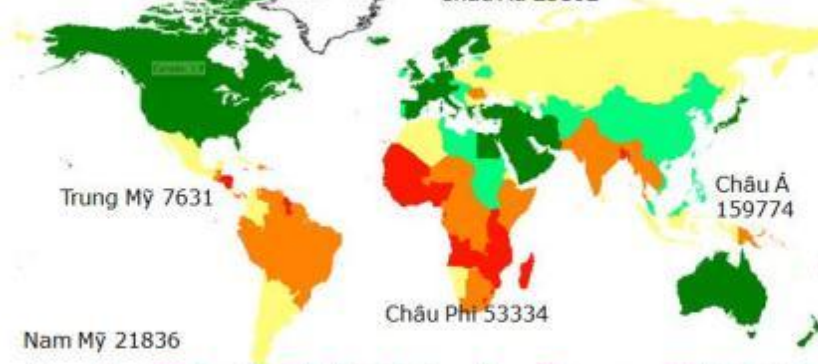 Trung Mỹ 7631
Châu Á
159774
Châu Phi 53334
Nam Mỹ 21836